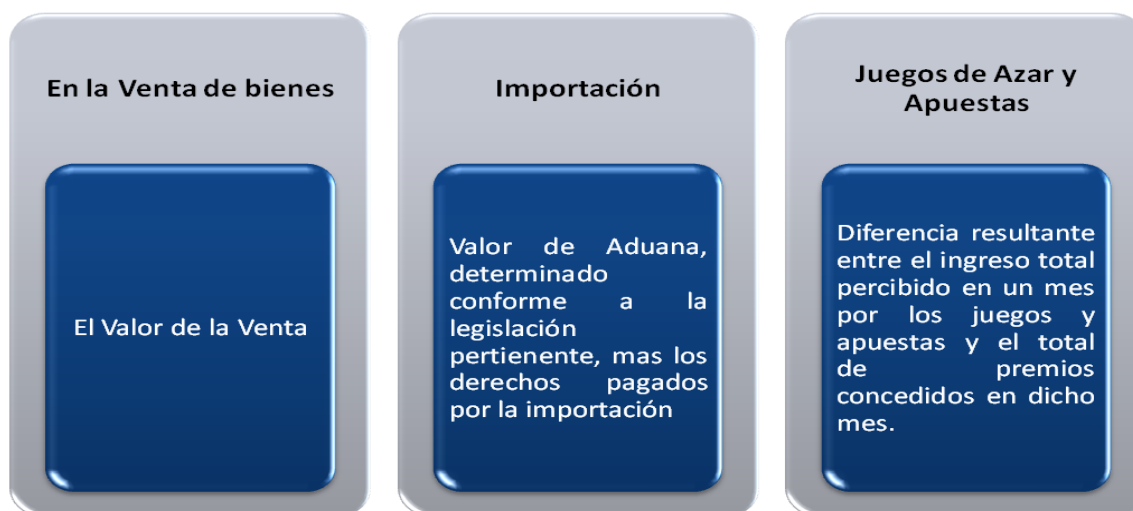 En la Venta de bienes
El Valor de la Venta
Importación
Valor de Aduana,
determinado
conforme a la
legislación
pertienente, mas los
derechos pagados
por la importación
Juegos de Azar y
Apuestas
Diferencia resultante
entre el ingreso total
percibido en un mes
por los juegos y
apuestas y el total
de premios
concedidos en dicho
mes.